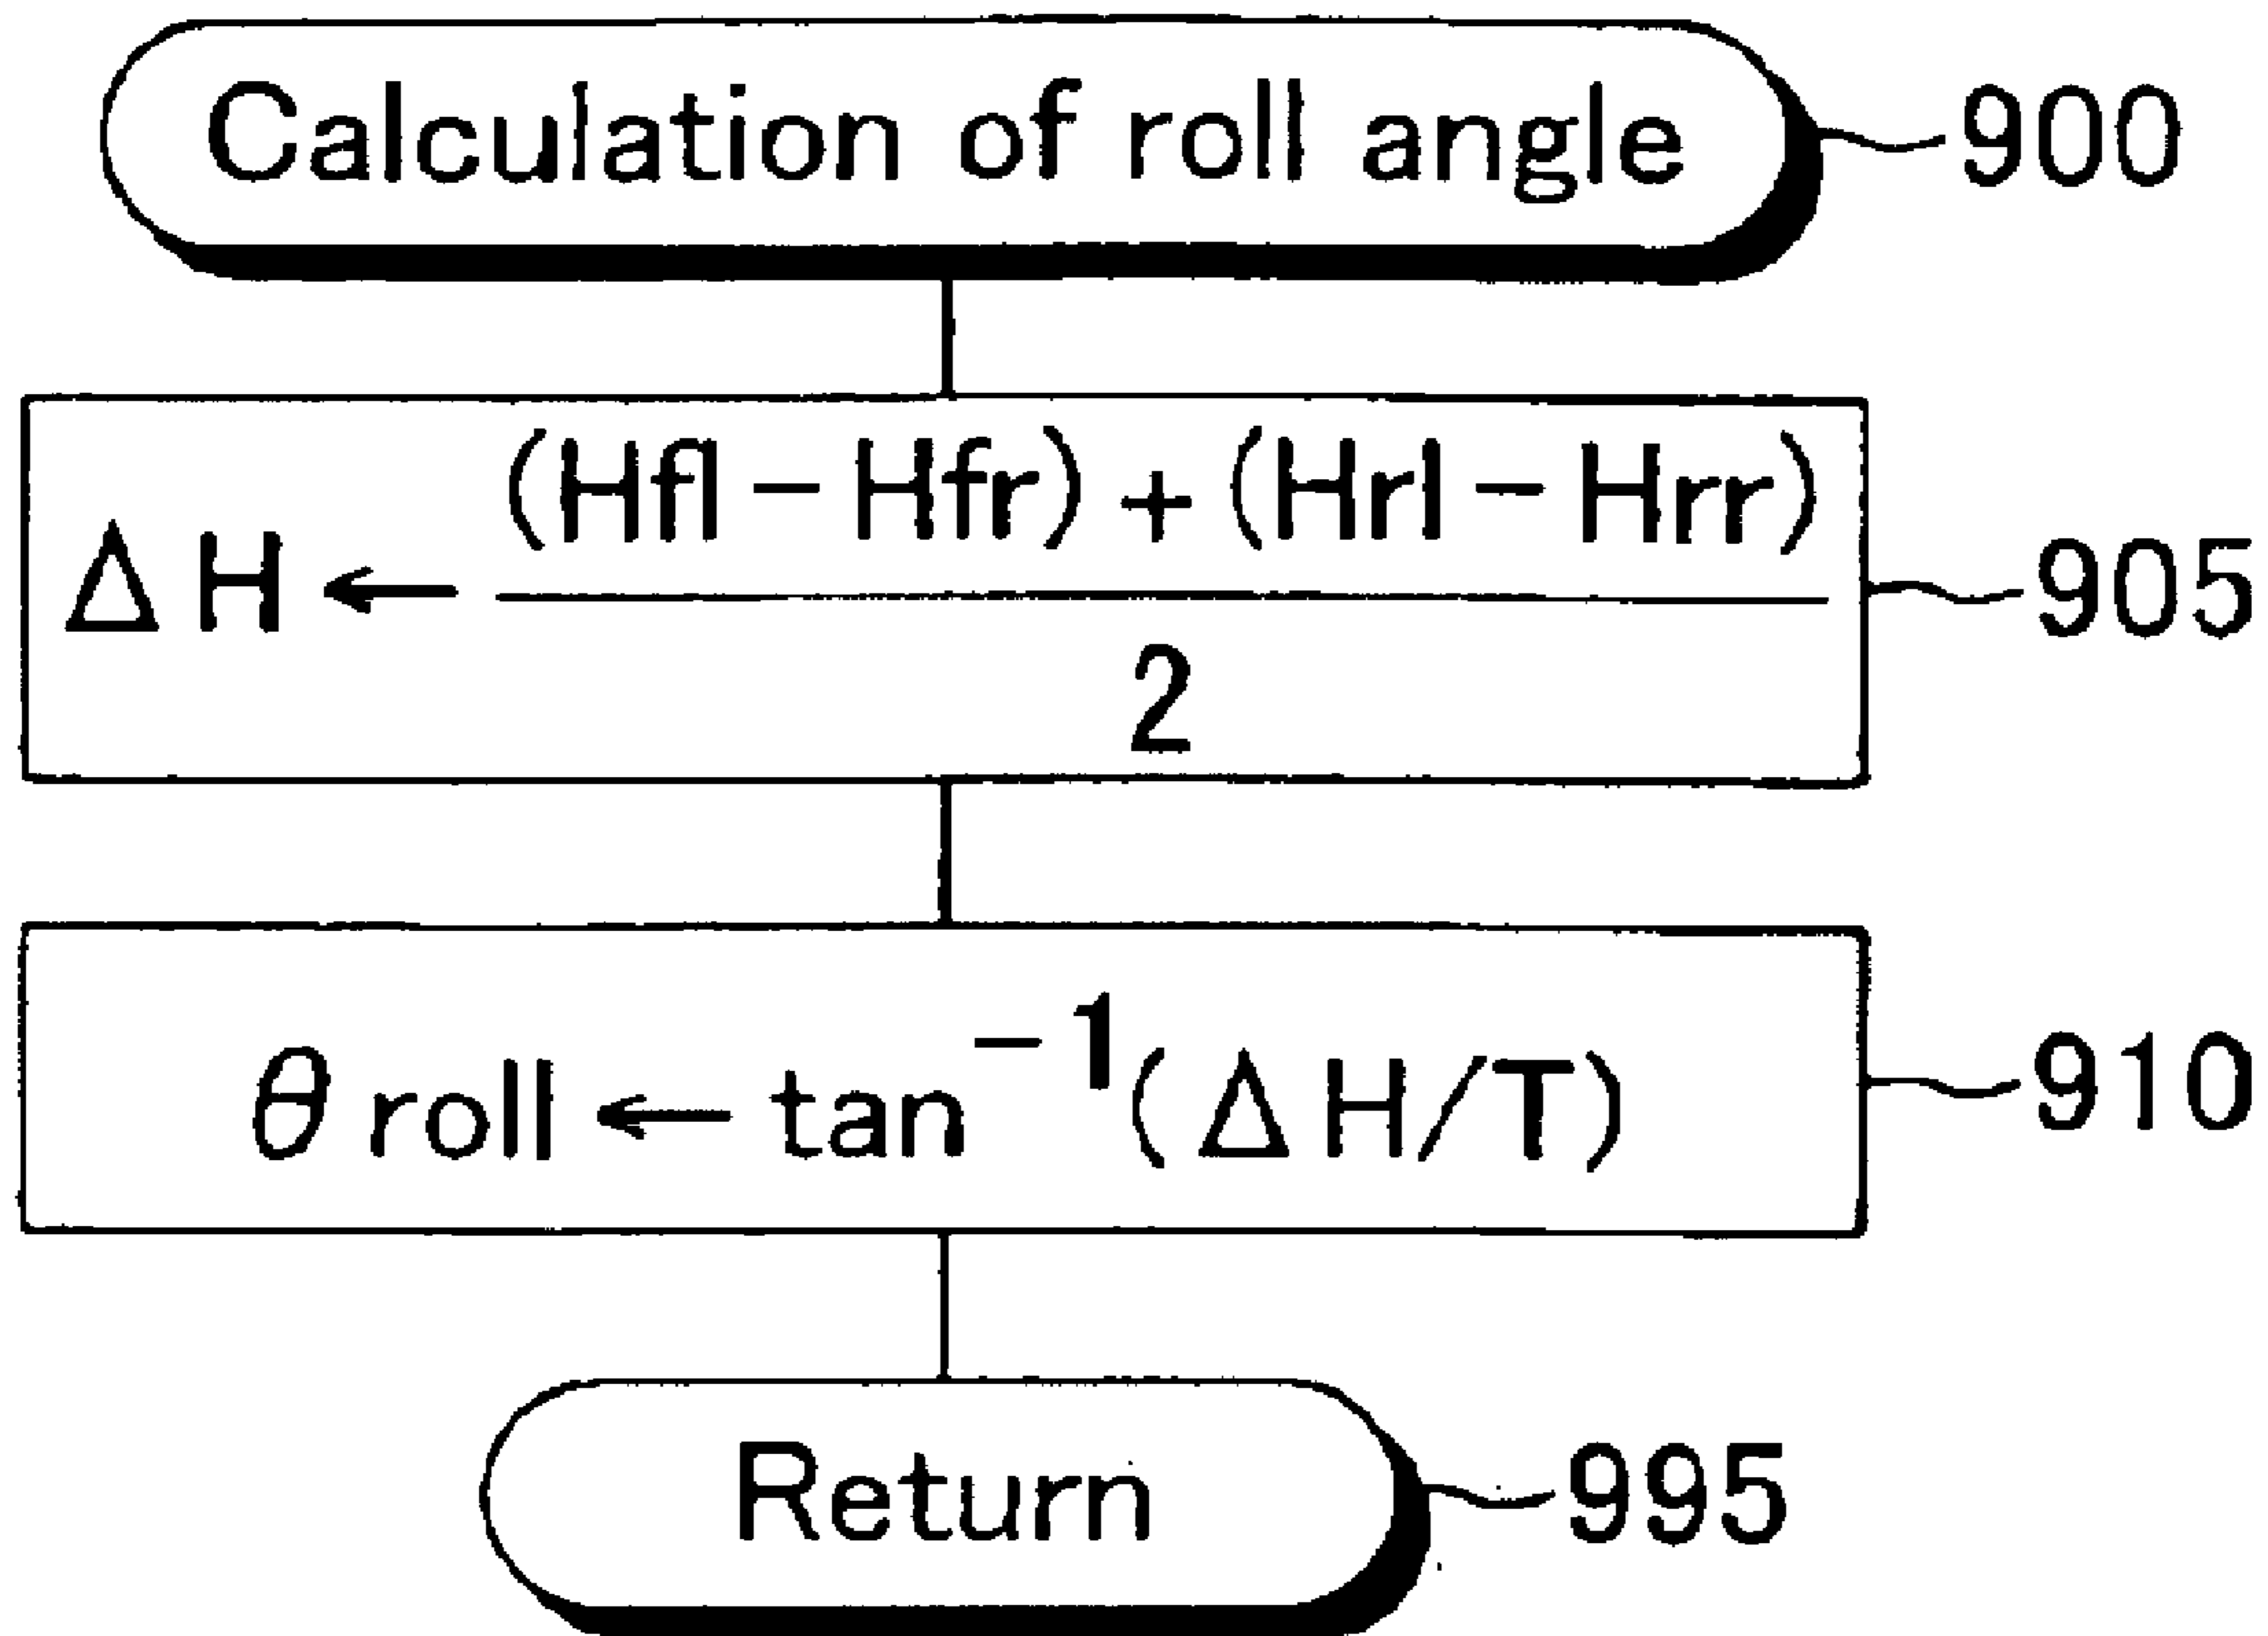 Calculation of roll angle 900
(Hfl − Hfr) + (Hrl − Hrr)
ΔH ← 905
2
θ roll ← tan⁻¹(ΔH/T) 910
Return 995